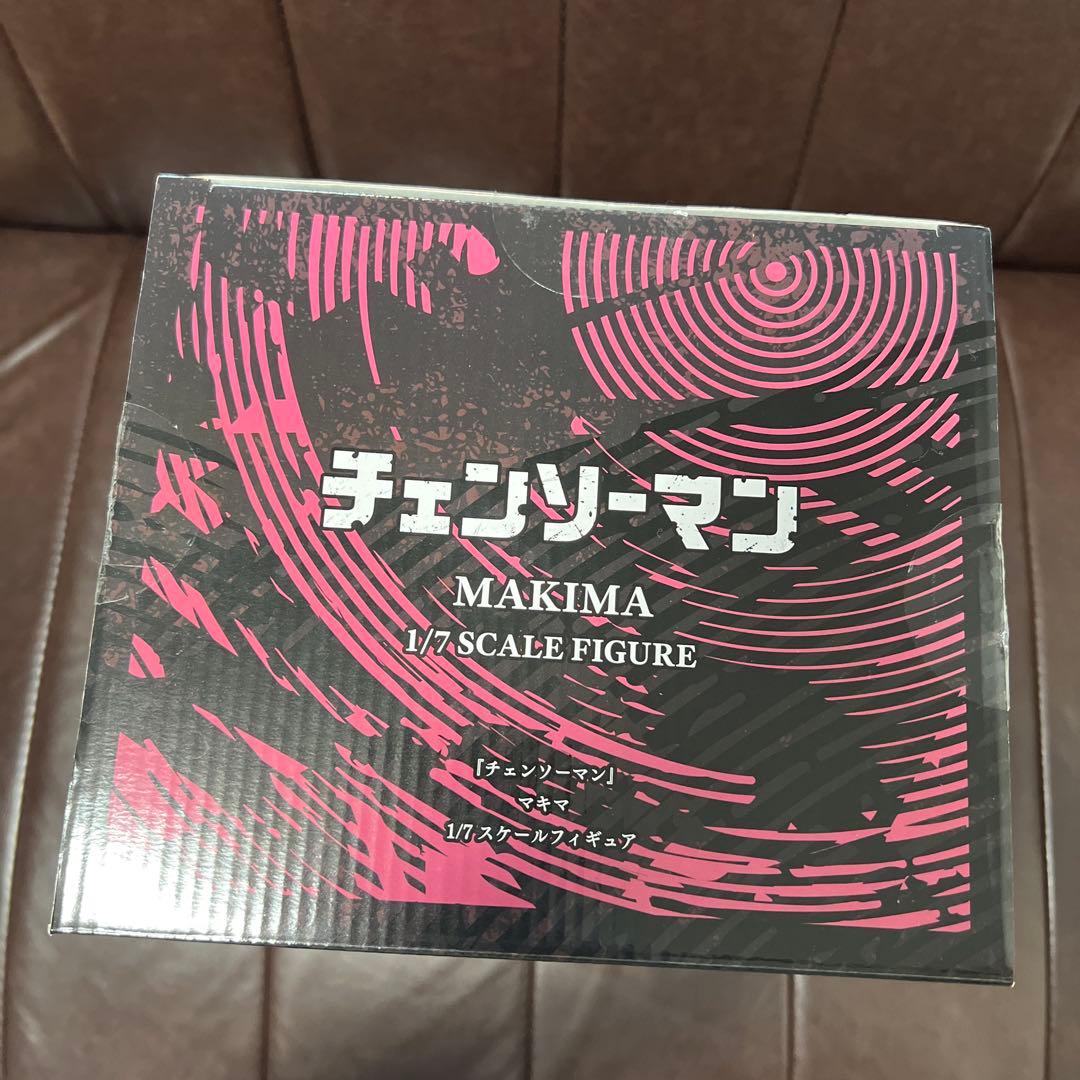 チェンソーマン
MAKIMA
1/7 SCALE FIGURE
『チェンソーマン』
マキマ
1/7 スケールフィギュア